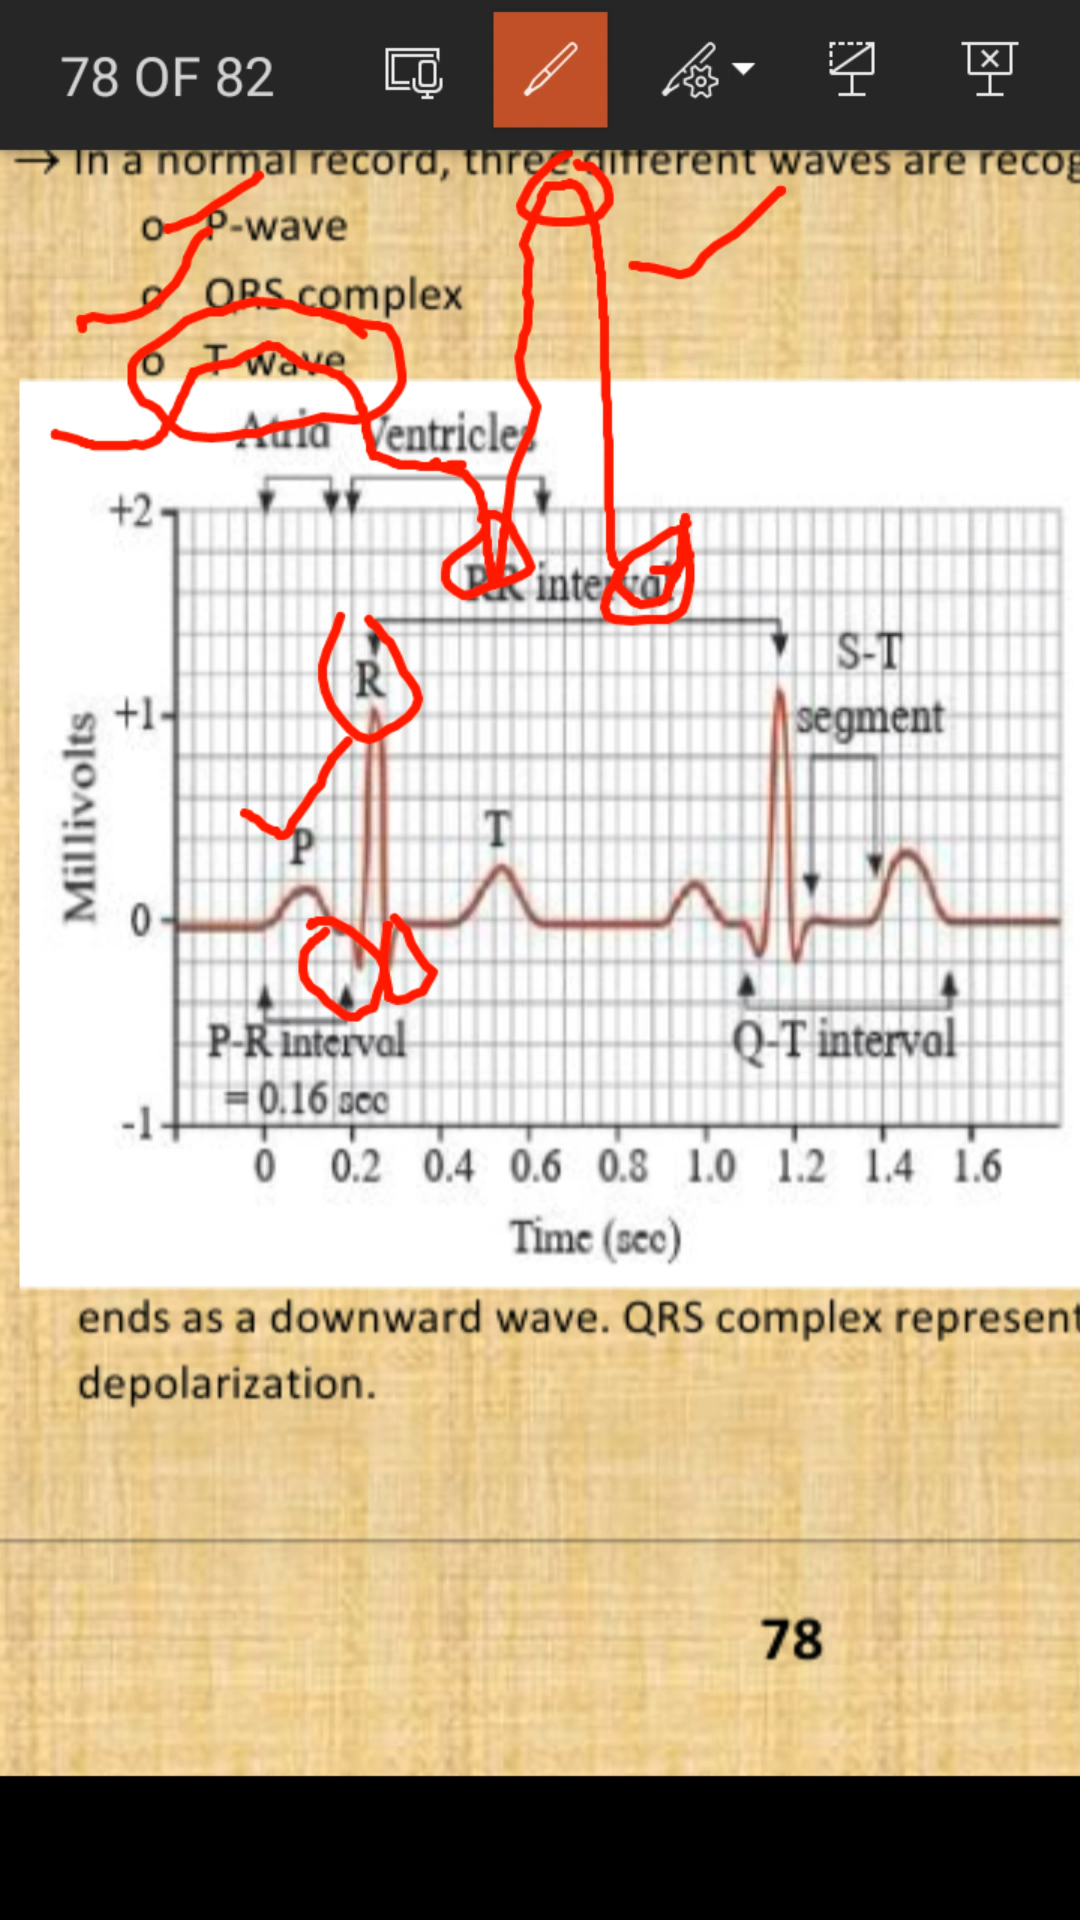 78 OF 82
→ In a normal record, three different waves are recog
o P-wave
o QRS complex
o T-wave
Atria Ventricles
+2
RR interval
R
S-T
segment
+1
Millivolts
P
T
0
P-R interval
= 0.16 sec
Q-T interval
-1
0 0.2 0.4 0.6 0.8 1.0 1.2 1.4 1.6
Time (sec)
ends as a downward wave. QRS complex represent
depolarization.
78